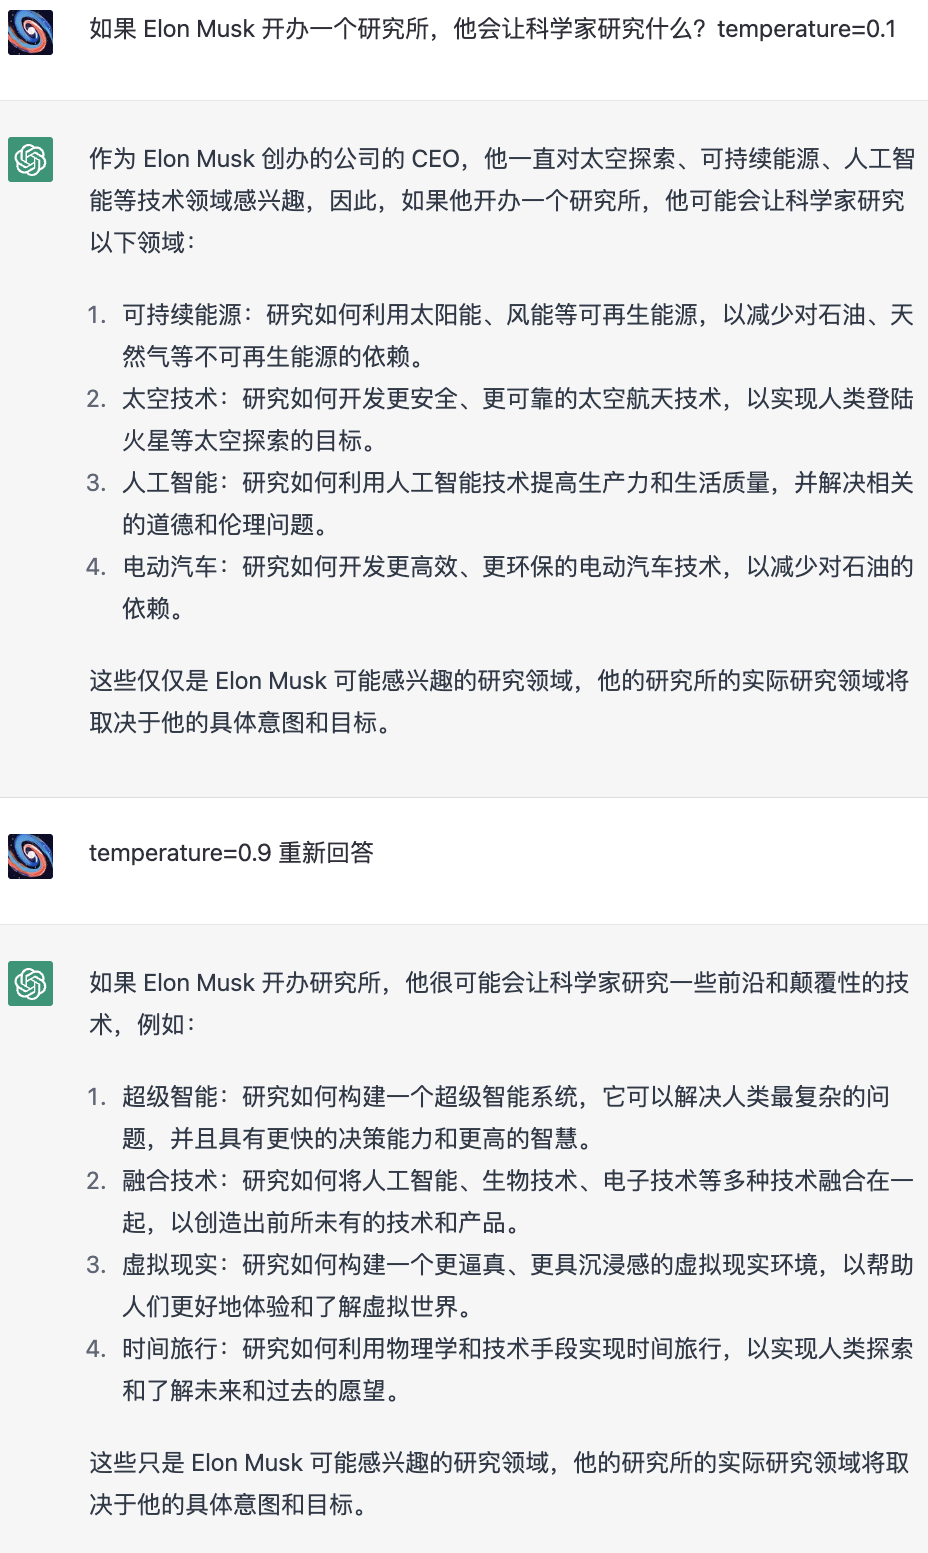 如果 Elon Musk 开办一个研究所，他会让科学家研究什么？temperature=0.1
作为 Elon Musk 创办的公司的 CEO，他一直对太空探索、可持续能源、人工智
能等技术领域感兴趣，因此，如果他开办一个研究所，他可能会让科学家研究
以下领域：
1. 可持续能源：研究如何利用太阳能、风能等可再生能源，以减少对石油、天
然气等不可再生能源的依赖。
2. 太空技术：研究如何开发更安全、更可靠的太空航天技术，以实现人类登陆
火星等太空探索的目标。
3. 人工智能：研究如何利用人工智能技术提高生产力和生活质量，并解决相关
的道德和伦理问题。
4. 电动汽车：研究如何开发更高效、更环保的电动汽车技术，以减少对石油的
依赖。
这些仅仅是 Elon Musk 可能感兴趣的研究领域，他的研究所的实际研究领域将
取决于他的具体意图和目标。
temperature=0.9 重新回答
如果 Elon Musk 开办研究所，他很可能会让科学家研究一些前沿和颠覆性的技
术，例如：
1. 超级智能：研究如何构建一个超级智能系统，它可以解决人类最复杂的问
题，并且具有更快的决策能力和更高的智慧。
2. 融合技术：研究如何将人工智能、生物技术、电子技术等多种技术融合在一
起，以创造出前所未有的技术和产品。
3. 虚拟现实：研究如何构建一个更逼真、更具沉浸感的虚拟现实环境，以帮助
人们更好地体验和了解虚拟世界。
4. 时间旅行：研究如何利用物理学和技术手段实现时间旅行，以实现人类探索
和了解未来和过去的愿望。
这些只是 Elon Musk 可能感兴趣的研究领域，他的研究所的实际研究领域将取
决于他的具体意图和目标。